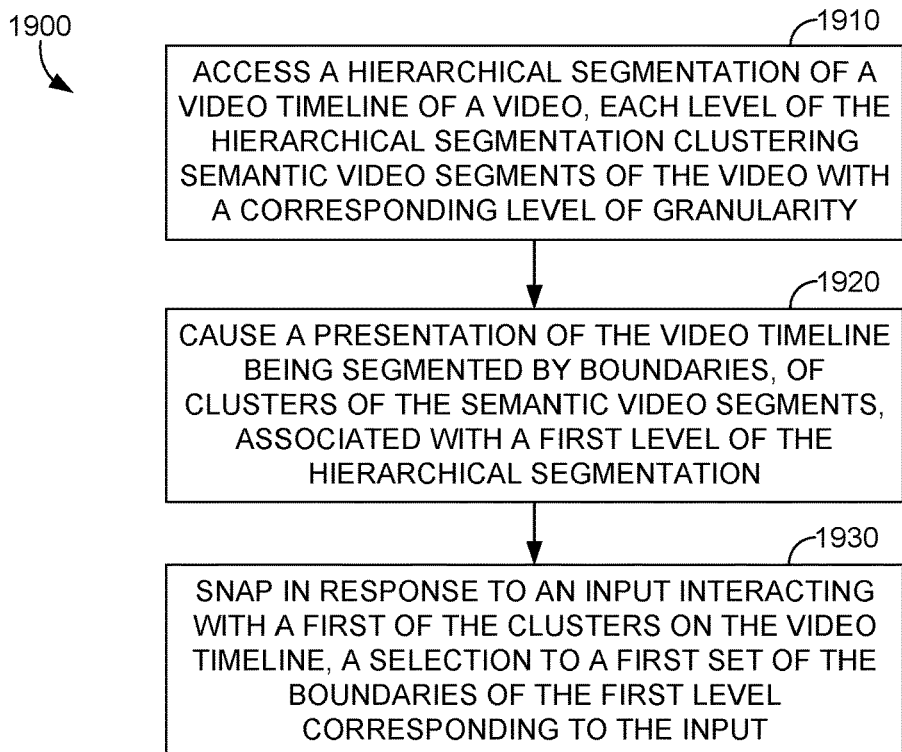 1900
1910
ACCESS A HIERARCHICAL SEGMENTATION OF A
VIDEO TIMELINE OF A VIDEO, EACH LEVEL OF THE
HIERARCHICAL SEGMENTATION CLUSTERING
SEMANTIC VIDEO SEGMENTS OF THE VIDEO WITH
A CORRESPONDING LEVEL OF GRANULARITY
1920
CAUSE A PRESENTATION OF THE VIDEO TIMELINE
BEING SEGMENTED BY BOUNDARIES, OF
CLUSTERS OF THE SEMANTIC VIDEO SEGMENTS,
ASSOCIATED WITH A FIRST LEVEL OF THE
HIERARCHICAL SEGMENTATION
1930
SNAP IN RESPONSE TO AN INPUT INTERACTING
WITH A FIRST OF THE CLUSTERS ON THE VIDEO
TIMELINE, A SELECTION TO A FIRST SET OF THE
BOUNDARIES OF THE FIRST LEVEL
CORRESPONDING TO THE INPUT